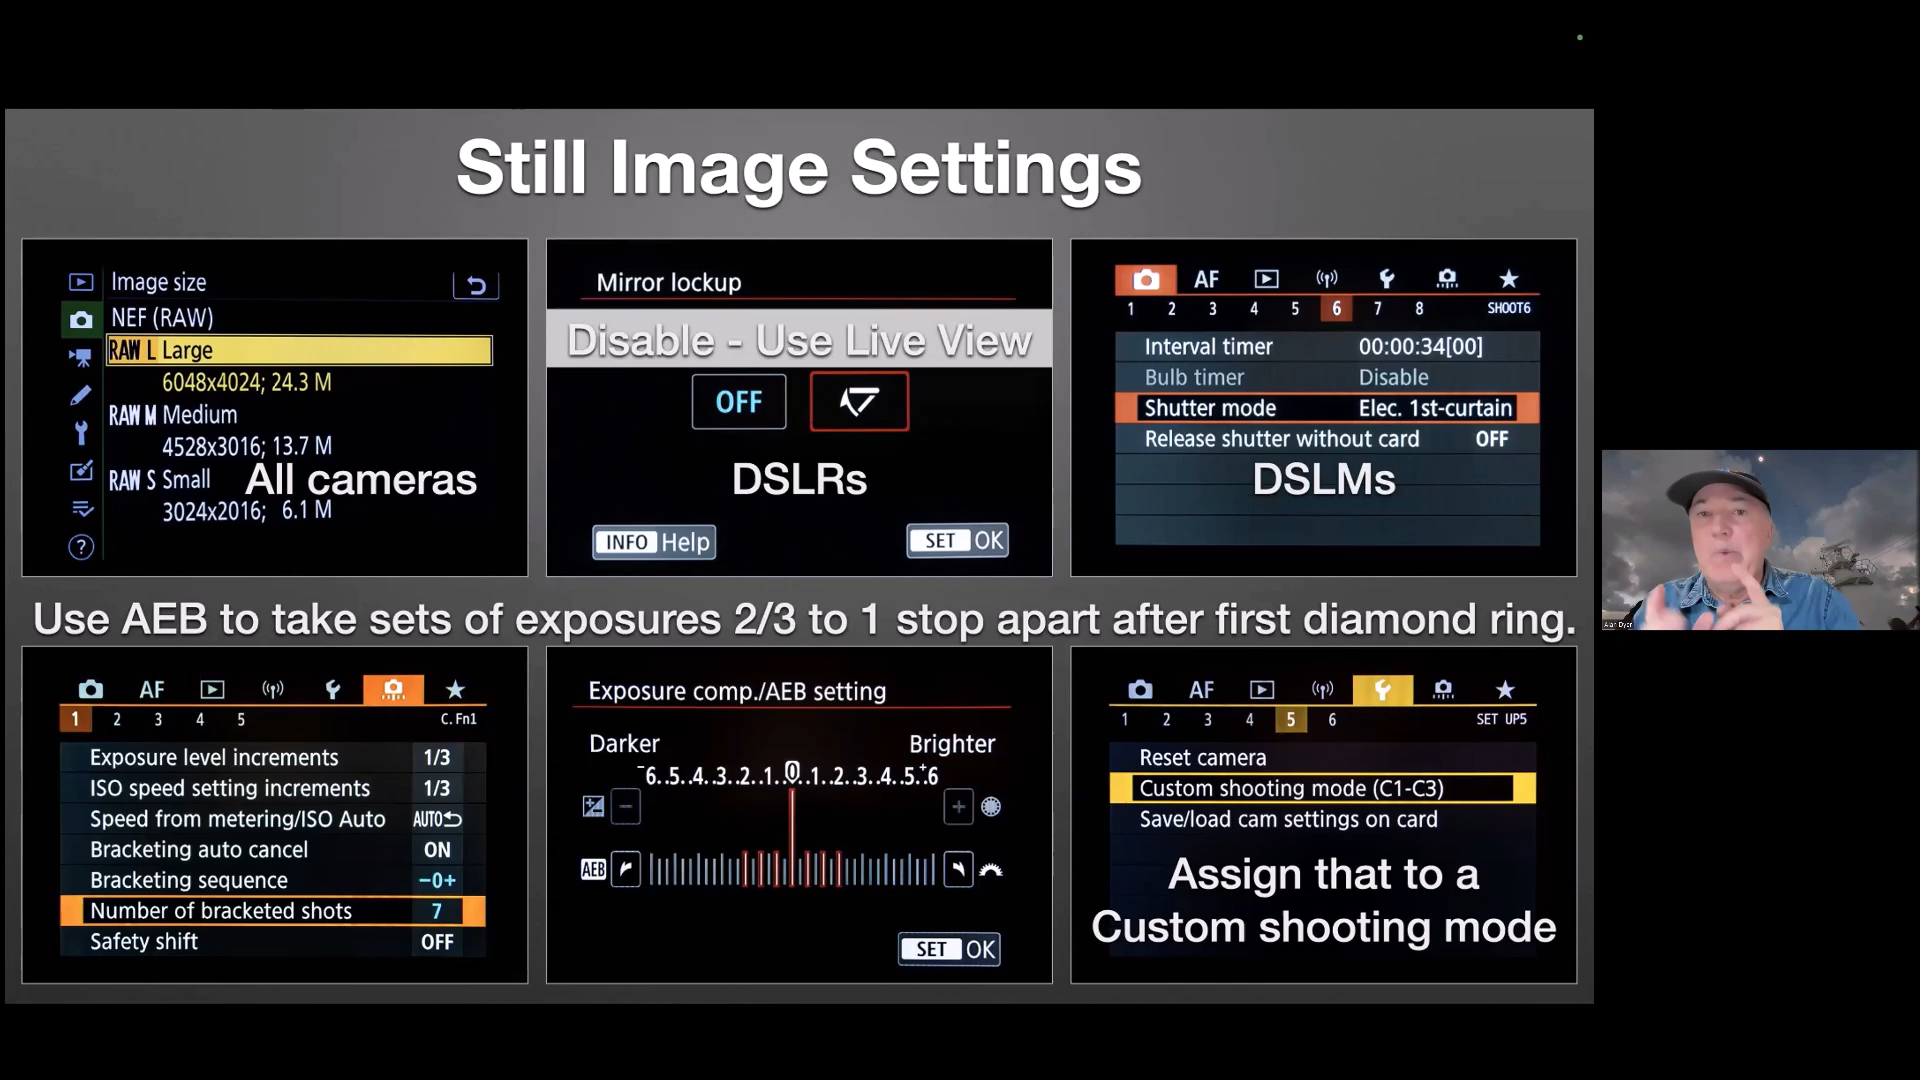 Still Image Settings
Image size
NEF (RAW)
RAW L Large
6048x4024; 24.3 M
RAW M Medium
4528x3016; 13.7 M
RAW S Small
3024x2016; 6.1 M
All cameras
?
Mirror lockup
Disable - Use Live View
OFF
DSLRs
INFO Help
SET OK
AF
1 2 3 4 5 6 7 8 SHOOT6
Interval timer 00:00:34[00]
Bulb timer Disable
Shutter mode Elec. 1st-curtain
Release shutter without card OFF
DSLMs
Use AEB to take sets of exposures 2/3 to 1 stop apart after first diamond ring.
AF
1 2 3 4 5 C.Fn1
Exposure level increments 1/3
ISO speed setting increments 1/3
Speed from metering/ISO Auto AUTO
Bracketing auto cancel ON
Bracketing sequence −0+
Number of bracketed shots 7
Safety shift OFF
Exposure comp./AEB setting
Darker Brighter
−6..5..4..3..2..1..0..1..2..3..4..5..+6
AEB
SET OK
AF
1 2 3 4 5 6 SET UP5
Reset camera
Custom shooting mode (C1-C3)
Save/load cam settings on card
Assign that to a
Custom shooting mode
Alan Dyer